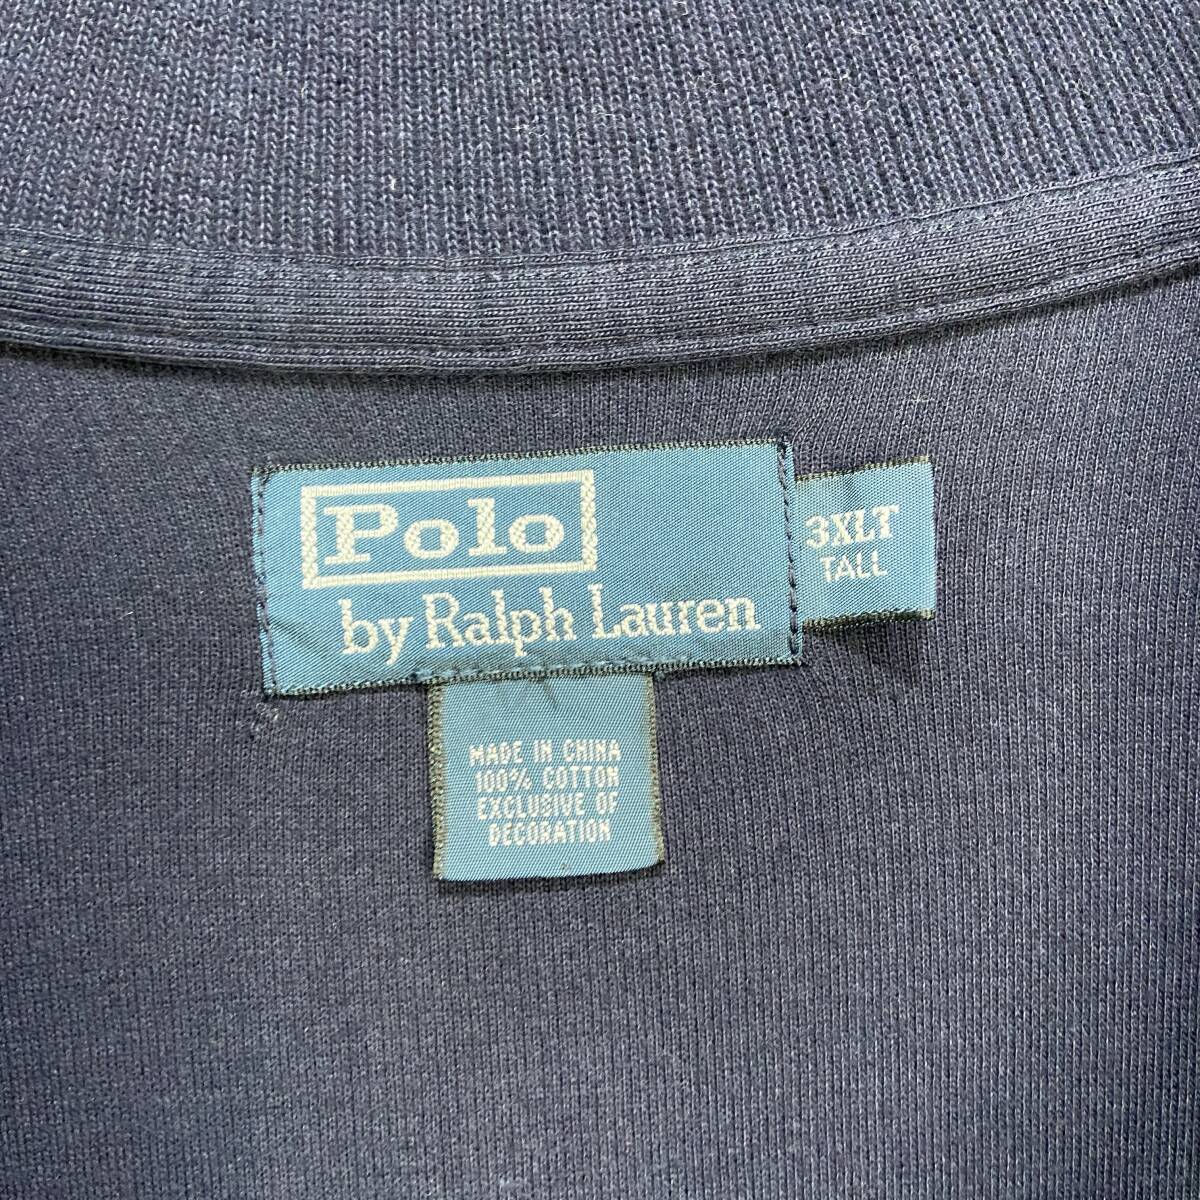 Polo
by Ralph Lauren
3XLT
TALL
MADE IN CHINA
100% COTTON
EXCLUSIVE OF
DECORATION